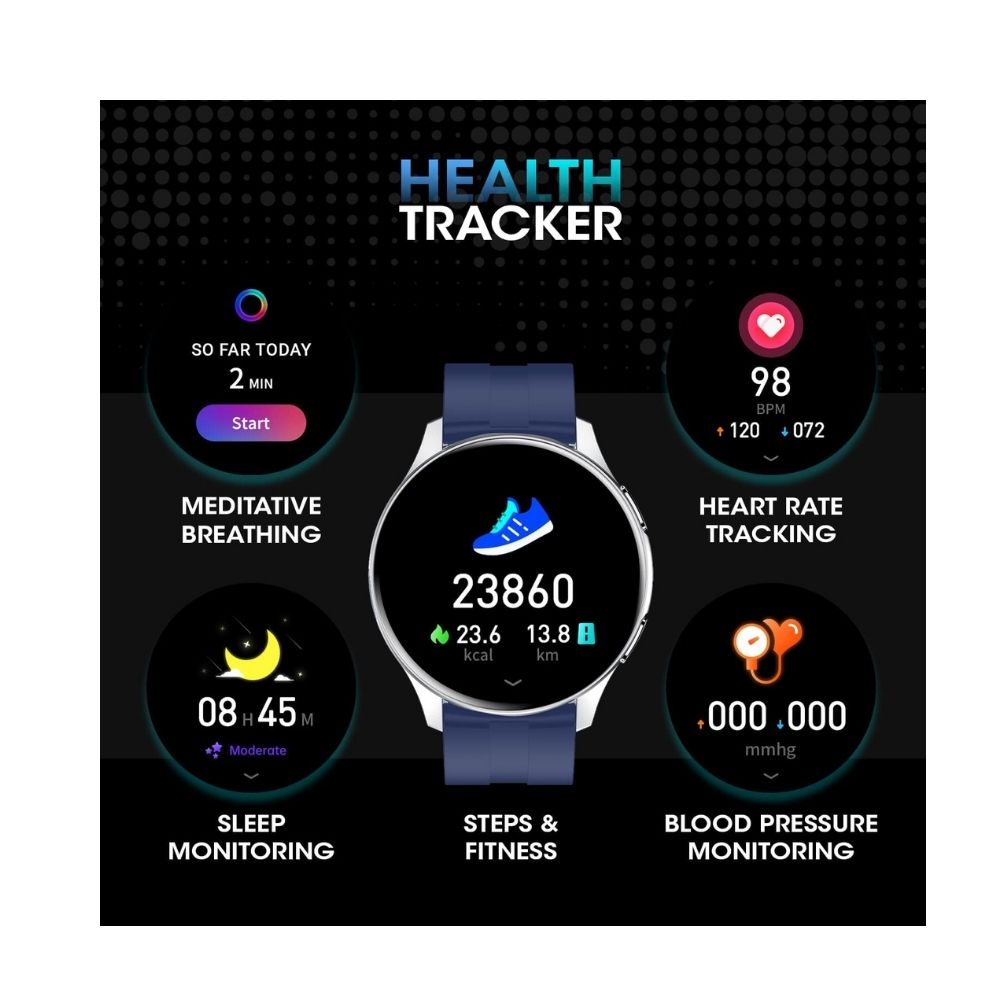 HEALTH
TRACKER
SO FAR TODAY
2 MIN
Start
MEDITATIVE
BREATHING
98
BPM
120 072
HEART RATE
TRACKING
23860
23.6 13.8
kcal km
08 H 45 M
Moderate
SLEEP
MONITORING
STEPS &
FITNESS
000 000
mmhg
BLOOD PRESSURE
MONITORING